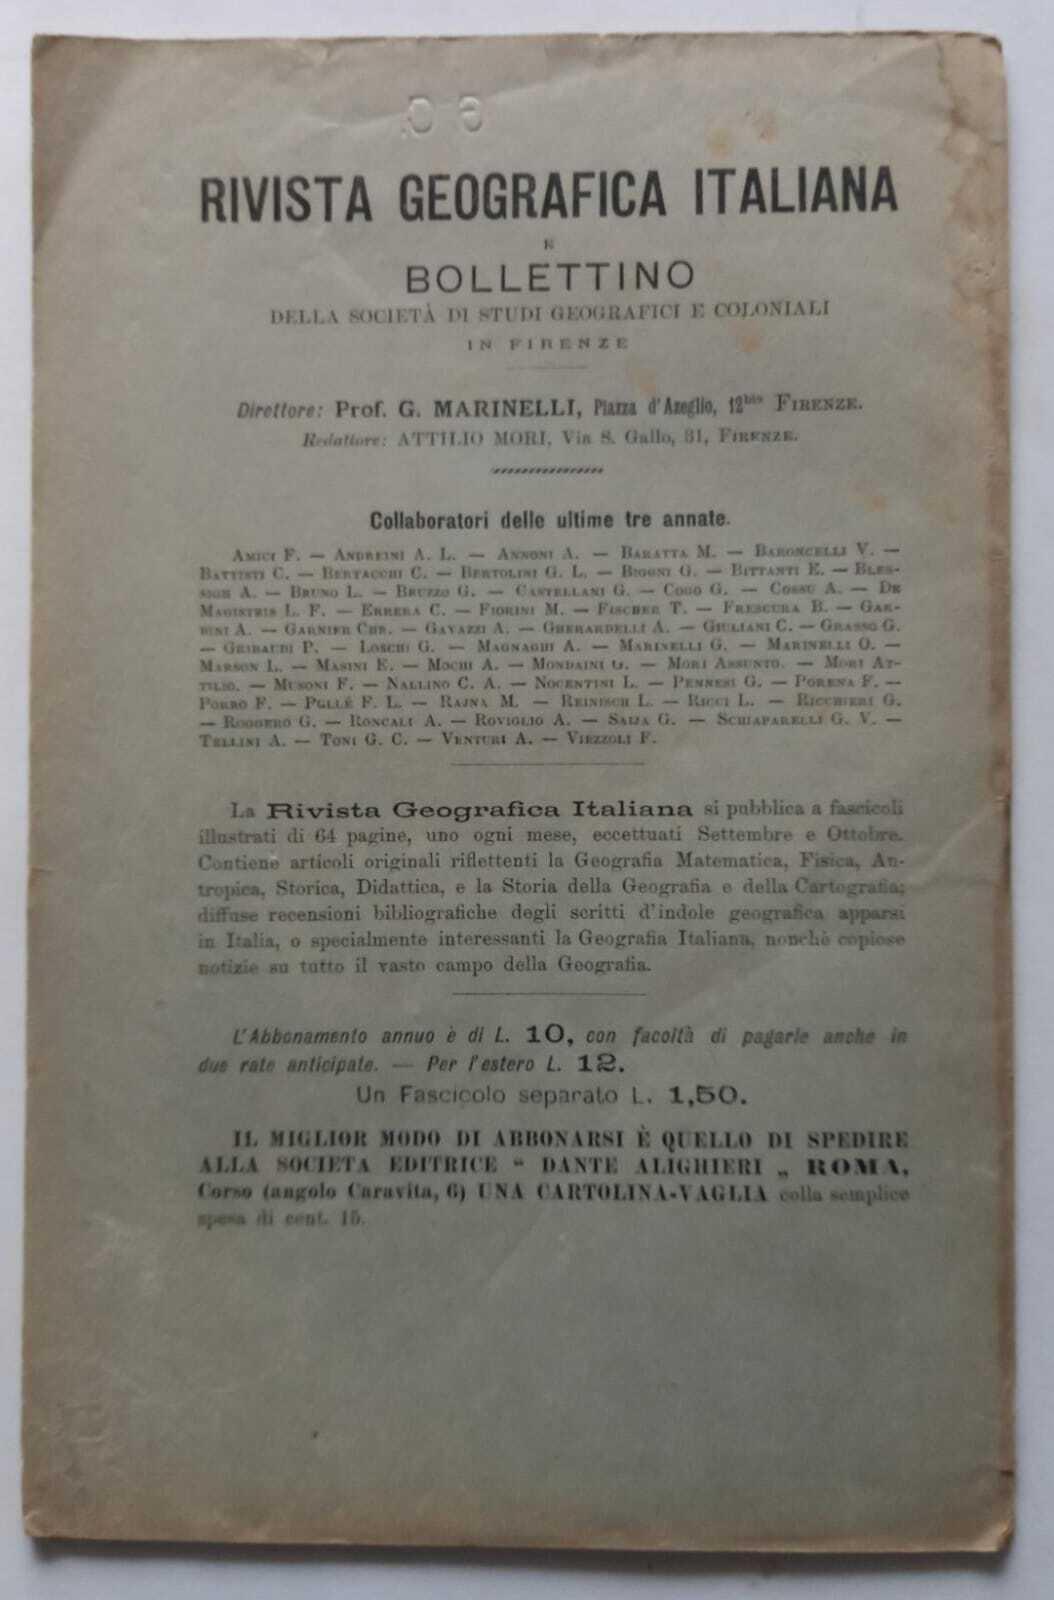 RIVISTA GEOGRAFICA ITALIANA
E
BOLLETTINO
DELLA SOCIETÀ DI STUDI GEOGRAFICI E COLONIALI
IN FIRENZE
Direttore: Prof. G. MARINELLI, Piazza d'Azeglio, 12bis FIRENZE.
Redattore: ATTILIO MORI, Via S. Gallo, 31, FIRENZE.
Collaboratori delle ultime tre annate.
AMICI F. — ANDREINI A. L. — ANNONI A. — BARATTA M. — BARONCELLI V. —
BATTISTI C. — BERTACCHI C. — BERTOLINI G. L. — BIGONI G. — BITTANTI E. — BLES-
SIGH A. — BRUNO L. — BRUZZO G. — CASTELLANI G. — COGO G. — COSSU A. — DE
MAGISTRIS L. F. — ERRERA C. — FIORINI M. — FISCHER T. — FRESCURA B. — GAR-
BINI A. — GARNIER CHR. — GAVAZZI A. — GHERARDELLI A. — GIULIANI C. — GRASSO G.
— GRIBAUDI P. — LOSCHI G. — MAGNAGHI A. — MARINELLI G. — MARINELLI O. —
MARSON L. — MASINI E. — MOCHI A. — MONDAINI G. — MORI ASSUNTO. — MORI AT-
TILIO. — MUSONI F. — NALLINO C. A. — NOCENTINI L. — PENNESI G. — PORENA F. —
PORRO F. — PULLÉ F. L. — RAJNA M. — REINISCH L. — RICCI L. — RICCHIERI G.
— ROGGERO G. — RONCALI A. — ROVIGLIO A. — SAIJA G. — SCHIAPARELLI G. V. —
TELLINI A. — TONI G. C. — VENTURI A. — VIEZZOLI F.
La Rivista Geografica Italiana si pubblica a fascicoli
illustrati di 64 pagine, uno ogni mese, eccettuati Settembre e Ottobre.
Contiene articoli originali riflettenti la Geografia Matematica, Fisica, An-
tropica, Storica, Didattica, e la Storia della Geografia e della Cartografia;
diffuse recensioni bibliografiche degli scritti d'indole geografica apparsi
in Italia, o specialmente interessanti la Geografia Italiana, nonchè copiose
notizie su tutto il vasto campo della Geografia.
L'Abbonamento annuo è di L. 10, con facoltà di pagarle anche in
due rate anticipate. — Per l'estero L. 12.
Un Fascicolo separato L. 1,50.
IL MIGLIOR MODO DI ABBONARSI È QUELLO DI SPEDIRE
ALLA SOCIETÀ EDITRICE " DANTE ALIGHIERI „ ROMA,
Corso (angolo Caravita, 6) UNA CARTOLINA-VAGLIA colla semplice
spesa di cent. 15.